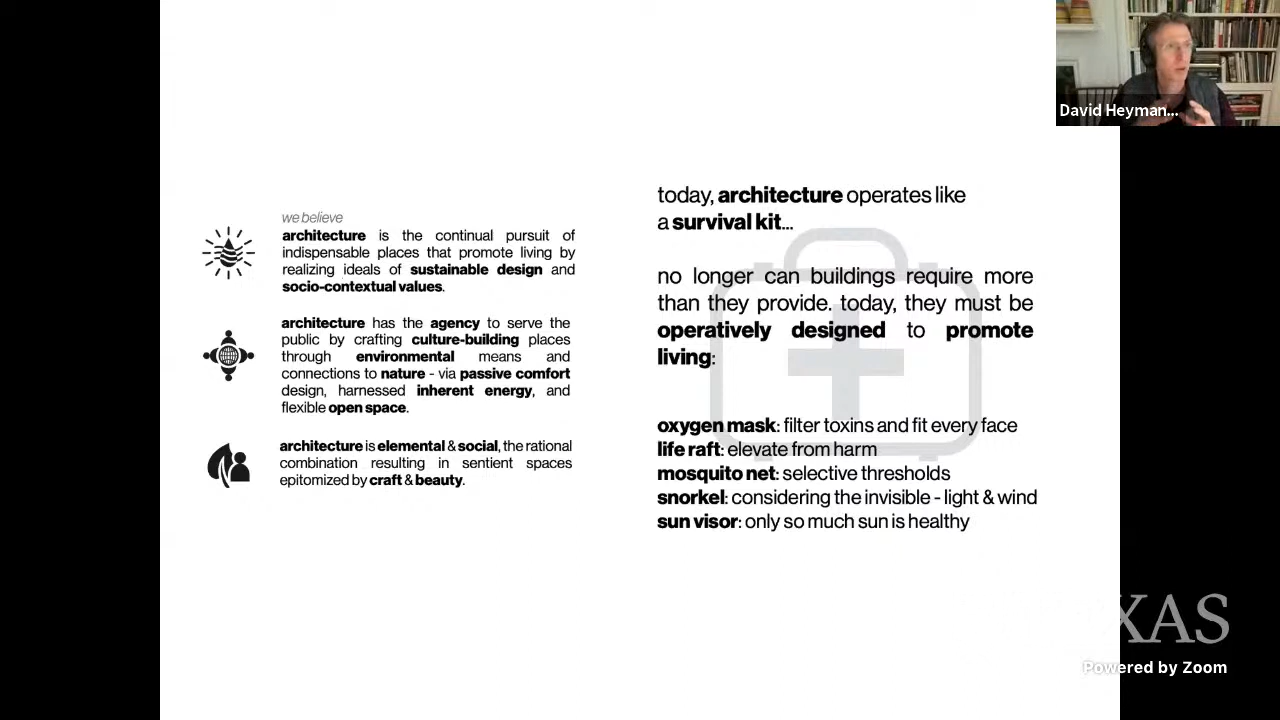 we believe
architecture is the continual pursuit of
indispensable places that promote living by
realizing ideals of sustainable design and
socio-contextual values.
architecture has the agency to serve the
public by crafting culture-building places
through environmental means and
connections to nature - via passive comfort
design, harnessed inherent energy, and
flexible open space.
architecture is elemental & social, the rational
combination resulting in sentient spaces
epitomized by craft & beauty.
today, architecture operates like
a survival kit...
no longer can buildings require more
than they provide. today, they must be
operatively designed to promote
living:
oxygen mask: filter toxins and fit every face
life raft: elevate from harm
mosquito net: selective thresholds
snorkel: considering the invisible - light & wind
sun visor: only so much sun is healthy
David Heyman...
XAS
Powered by Zoom